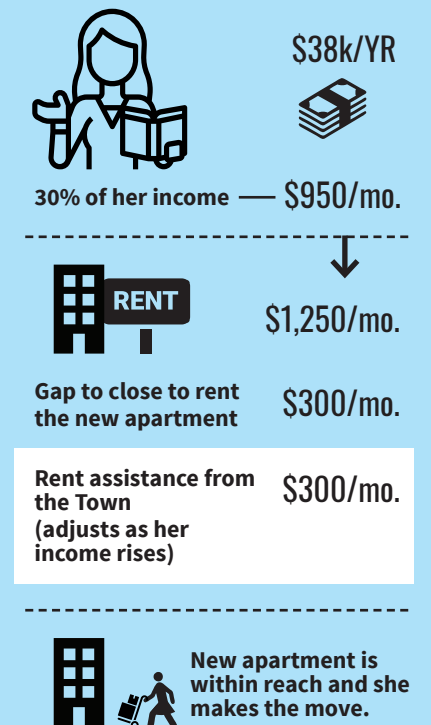 $38k/YR
30% of her income — $950/mo.
RENT
$1,250/mo.
Gap to close to rent
the new apartment
$300/mo.
Rent assistance from
the Town
(adjusts as her
income rises)
$300/mo.
New apartment is
within reach and she
makes the move.